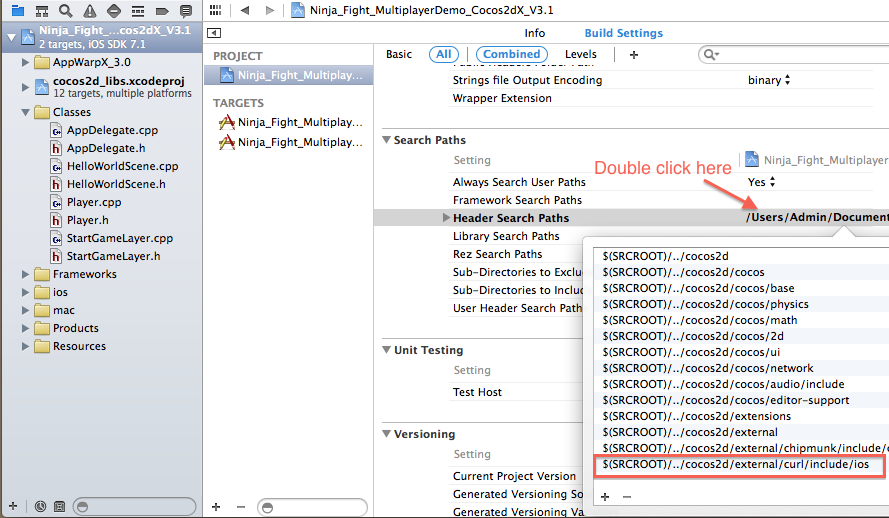 Ninja_Fight_MultiplayerDemo_Cocos2dX_V3.1
Ninja_Fight_...cos2dX_V3.1
2 targets, iOS SDK 7.1
AppWarpX_3.0
cocos2d_libs.xcodeproj
12 targets, multiple platforms
Classes
AppDelegate.cpp
AppDelegate.h
HelloWorldScene.cpp
HelloWorldScene.h
Player.cpp
Player.h
StartGameLayer.cpp
StartGameLayer.h
Frameworks
ios
mac
Products
Resources
PROJECT
Ninja_Fight_Multiplay...
TARGETS
Ninja_Fight_Multiplay...
Ninja_Fight_Multiplay...
Info Build Settings
Basic All Combined Levels +
Strings file Output Encoding binary
Wrapper Extension
Search Paths
Setting Ninja_Fight_Multiplayer
Double click here
Always Search User Paths Yes
Framework Search Paths
Header Search Paths /Users/Admin/Document
Library Search Paths
Rez Search Paths
Sub-Directories to Exclu
Sub-Directories to Includ
User Header Search Path
Unit Testing
Setting
Test Host
Versioning
Setting
Current Project Version
Generated Versioning So
Generated Versioning Va
$(SRCROOT)/../cocos2d
$(SRCROOT)/../cocos2d/cocos
$(SRCROOT)/../cocos2d/cocos/base
$(SRCROOT)/../cocos2d/cocos/physics
$(SRCROOT)/../cocos2d/cocos/math
$(SRCROOT)/../cocos2d/cocos/2d
$(SRCROOT)/../cocos2d/cocos/ui
$(SRCROOT)/../cocos2d/cocos/network
$(SRCROOT)/../cocos2d/cocos/audio/include
$(SRCROOT)/../cocos2d/cocos/editor-support
$(SRCROOT)/../cocos2d/extensions
$(SRCROOT)/../cocos2d/external
$(SRCROOT)/../cocos2d/external/chipmunk/include/c
$(SRCROOT)/../cocos2d/external/curl/include/ios